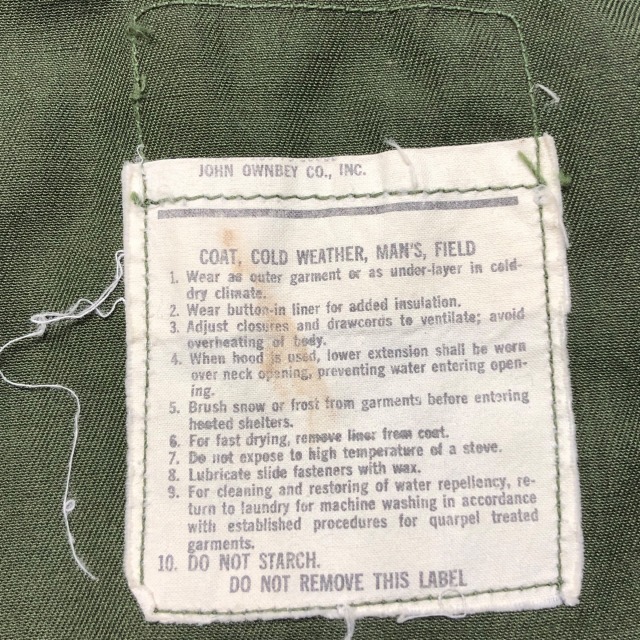 JOHN OWNBEY CO., INC.
COAT, COLD WEATHER, MAN'S, FIELD
1. Wear as outer garment or as under-layer in cold-
dry climate.
2. Wear button-in liner for added insulation.
3. Adjust closures and drawcords to ventilate; avoid
overheating of body.
4. When hood is used, lower extension shall be worn
over neck opening, preventing water entering open-
ing.
5. Brush snow or frost from garments before entering
heated shelters.
6. For fast drying, remove liner from coat.
7. Do not expose to high temperature of a stove.
8. Lubricate slide fasteners with wax.
9. For cleaning and restoring of water repellency, re-
turn to laundry for machine washing in accordance
with established procedures for quarpel treated
garments.
10. DO NOT STARCH.
DO NOT REMOVE THIS LABEL